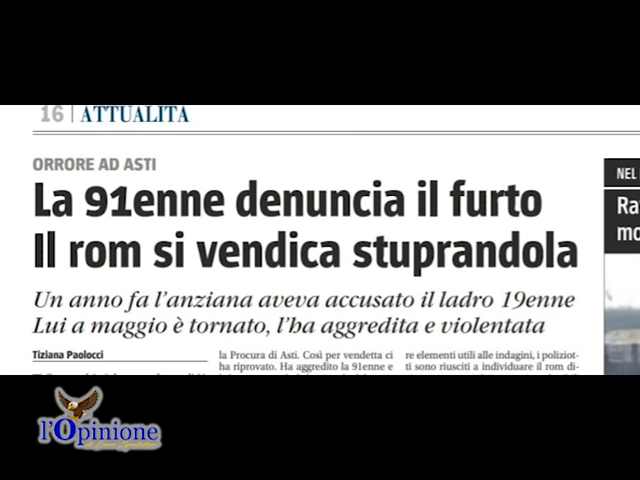 16 | ATTUALITÀ
ORRORE AD ASTI
La 91enne denuncia il furto
Il rom si vendica stuprandola
Un anno fa l'anziana aveva accusato il ladro 19enne
Lui a maggio è tornato, l'ha aggredita e violentata
Tiziana Paolocci
la Procura di Asti. Così per vendetta ci
ha riprovato. Ha aggredito la 91enne e
re elementi utili alle indagini, i poliziot-
ti sono riusciti a individuare il rom di-
NEL
l'Opinione